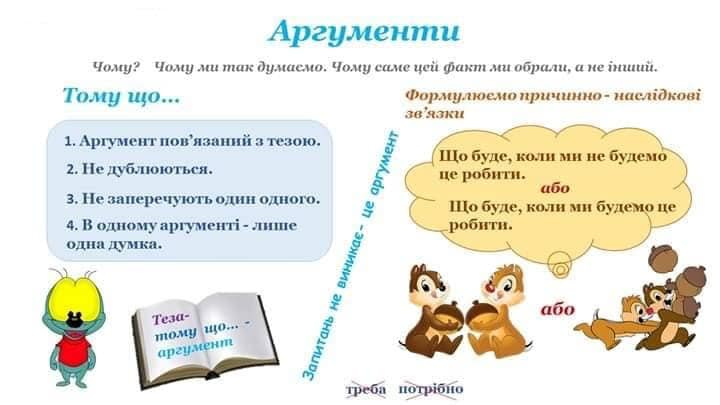 Аргументи
Чому? Чому ми так думаємо. Чому саме цей факт ми обрали, а не інший.
Тому що...
1. Аргумент пов’язаний з тезою.
2. Не дублюються.
3. Не заперечують один одного.
4. В одному аргументі - лише
одна думка.
Теза-
тому що... -
аргумент
Запитань не виникає - це аргумент
Формулюємо причинно - наслідкові
зв’язки
Що буде, коли ми не будемо
це робити.
або
Що буде, коли ми будемо це
робити.
або
треба потрібно